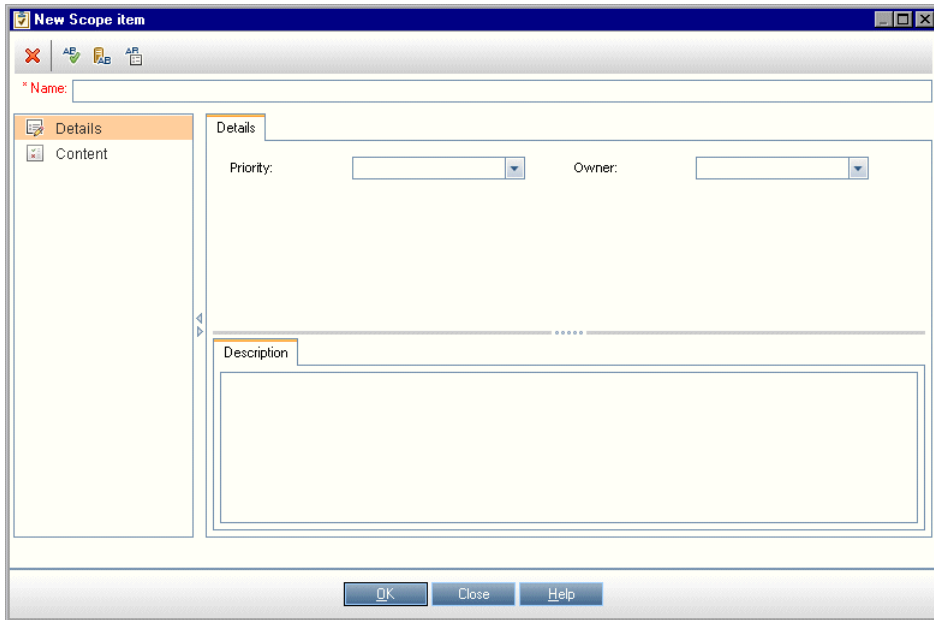 New Scope item
* Name:
Details
Content
Details
Priority:
Owner:
Description
OK
Close
Help